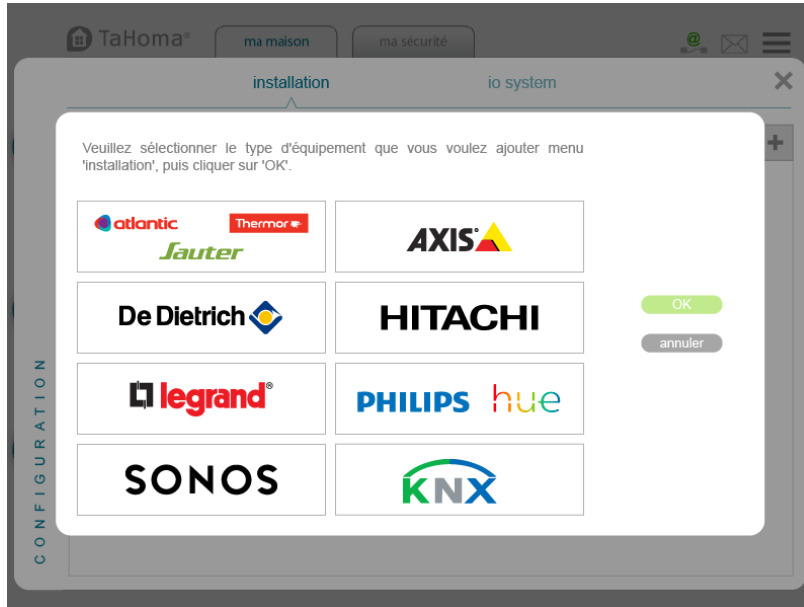 TaHoma®
ma maison
ma sécurité
installation
io system
Veuillez sélectionner le type d'équipement que vous voulez ajouter menu
'installation', puis cliquer sur 'OK'.
atlantic Thermor
Sauter
AXIS
De Dietrich
HITACHI
OK
annuler
legrand®
PHILIPS hue
SONOS
KNX
CONFIGURATION